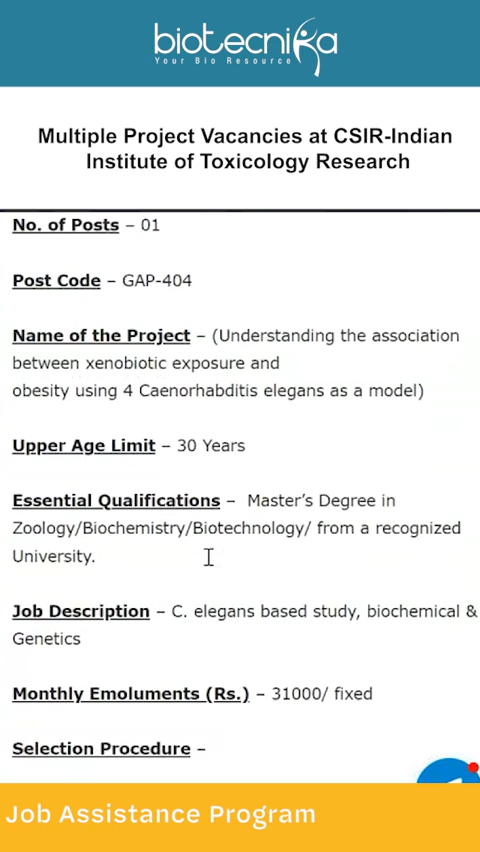 biotecnika
Your Bio Resource
Multiple Project Vacancies at CSIR-Indian
Institute of Toxicology Research
No. of Posts – 01
Post Code – GAP-404
Name of the Project – (Understanding the association
between xenobiotic exposure and
obesity using 4 Caenorhabditis elegans as a model)
Upper Age Limit – 30 Years
Essential Qualifications – Master's Degree in
Zoology/Biochemistry/Biotechnology/ from a recognized
University.
Job Description – C. elegans based study, biochemical &
Genetics
Monthly Emoluments (Rs.) – 31000/ fixed
Selection Procedure –
Job Assistance Program